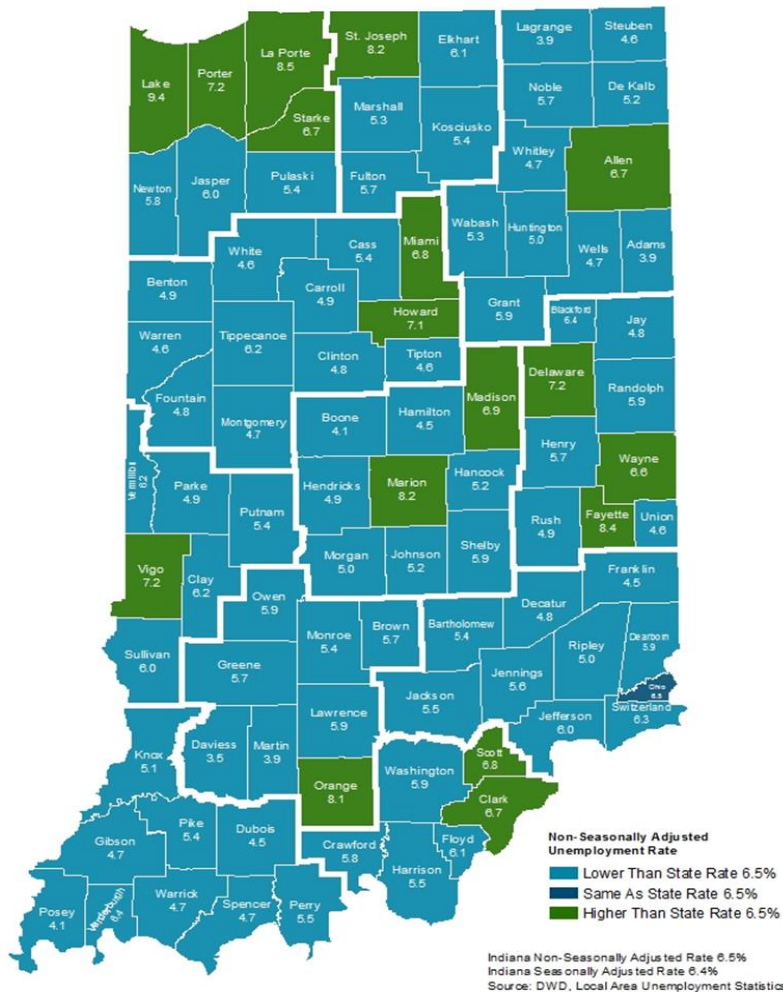 St. Joseph
8.2
Elkhart
6.1
Lagrange
3.9
Steuben
4.6
La Porte
8.5
Porter
7.2
Lake
9.4
Noble
5.7
De Kalb
5.2
Marshall
5.3
Starke
6.7
Kosciusko
5.4
Whitley
4.7
Allen
6.7
Newton
5.8
Jasper
6.0
Pulaski
5.4
Fulton
5.7
Wabash
5.3
Huntington
5.0
Wells
4.7
Adams
3.9
White
4.6
Cass
5.4
Miami
6.8
Benton
4.9
Carroll
4.9
Howard
7.1
Grant
5.9
Blackford
6.4
Jay
4.8
Warren
4.6
Tippecanoe
6.2
Clinton
4.8
Tipton
4.6
Delaware
7.2
Randolph
5.9
Fountain
4.8
Montgomery
4.7
Boone
4.1
Hamilton
4.5
Madison
6.9
Henry
5.7
Wayne
6.6
Vermillion
6.2
Parke
4.9
Putnam
5.4
Hendricks
4.9
Marion
8.2
Hancock
5.2
Rush
4.9
Fayette
8.4
Union
4.6
Vigo
7.2
Clay
6.2
Morgan
5.0
Johnson
5.2
Shelby
5.9
Franklin
4.5
Owen
5.9
Decatur
4.8
Sullivan
6.0
Greene
5.7
Monroe
5.4
Brown
5.7
Bartholomew
5.4
Ripley
5.0
Dearborn
5.9
Jennings
5.6
Ohio
6.5
Switzerland
6.3
Knox
5.1
Daviess
3.5
Martin
3.9
Lawrence
5.9
Jackson
5.5
Jefferson
6.0
Orange
8.1
Washington
5.9
Scott
6.8
Clark
6.7
Gibson
4.7
Pike
5.4
Dubois
4.5
Crawford
5.8
Floyd
6.1
Harrison
5.5
Posey
4.1
Vanderburgh
5.4
Warrick
4.7
Spencer
4.7
Perry
5.5
Non-Seasonally Adjusted
Unemployment Rate
Lower Than State Rate 6.5%
Same As State Rate 6.5%
Higher Than State Rate 6.5%
Indiana Non-Seasonally Adjusted Rate 6.5%
Indiana Seasonally Adjusted Rate 6.4%
Source: DWD, Local Area Unemployment Statistic